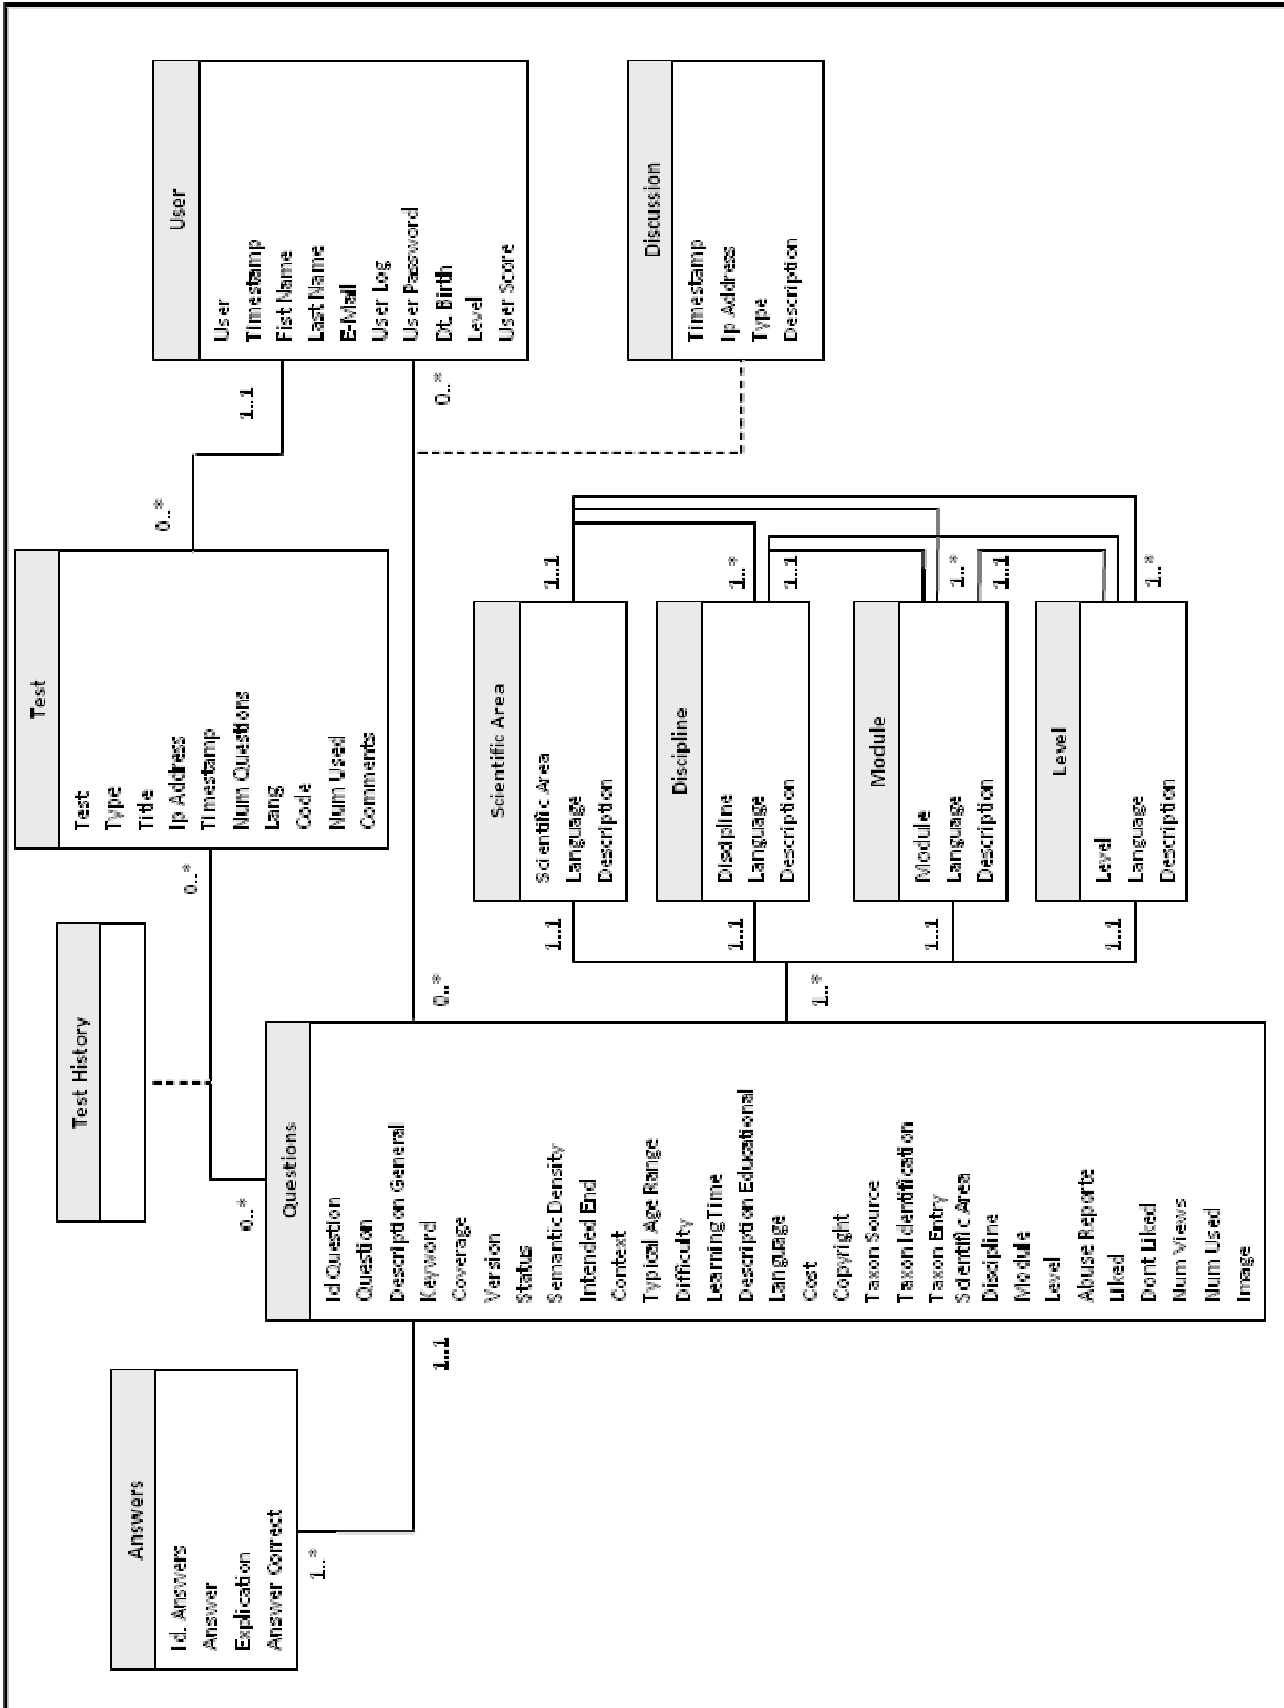 Answers
Id. Answers
Answer
Explication
Answer Correct
1..*
1..1
Test History
Questions
Id Question
Question
Description General
Keyword
Coverage
Version
Status
Semantic Density
Intended End
Context
Typical Age Range
Difficulty
Learning Time
Description Educational
Language
Cost
Copyright
Taxon Source
Taxon Identification
Taxon Entry
Scientific Area
Discipline
Module
Level
Abuse Reporte
Liked
Dont Liked
Num Views
Num Used
Image
0..*
0..*
0..*
1..*
Test
Test
Type
Title
Ip Address
Timestamp
Num Questions
Lang
Code
Num Used
Comments
0..*
1..1
User
User
Timestamp
Fist Name
Last Name
E-Mail
User Log
User Password
Dt. Birth
Level
User Score
0..*
Discussion
Timestamp
Ip Address
Type
Description
Scientific Area
Scientific Area
Language
Description
1..1
1..1
Discipline
Discipline
Language
Description
1..1
1..*
1..1
Module
Module
Language
Description
1..1
1..*
1..1
Level
Level
Language
Description
1..1
1..*